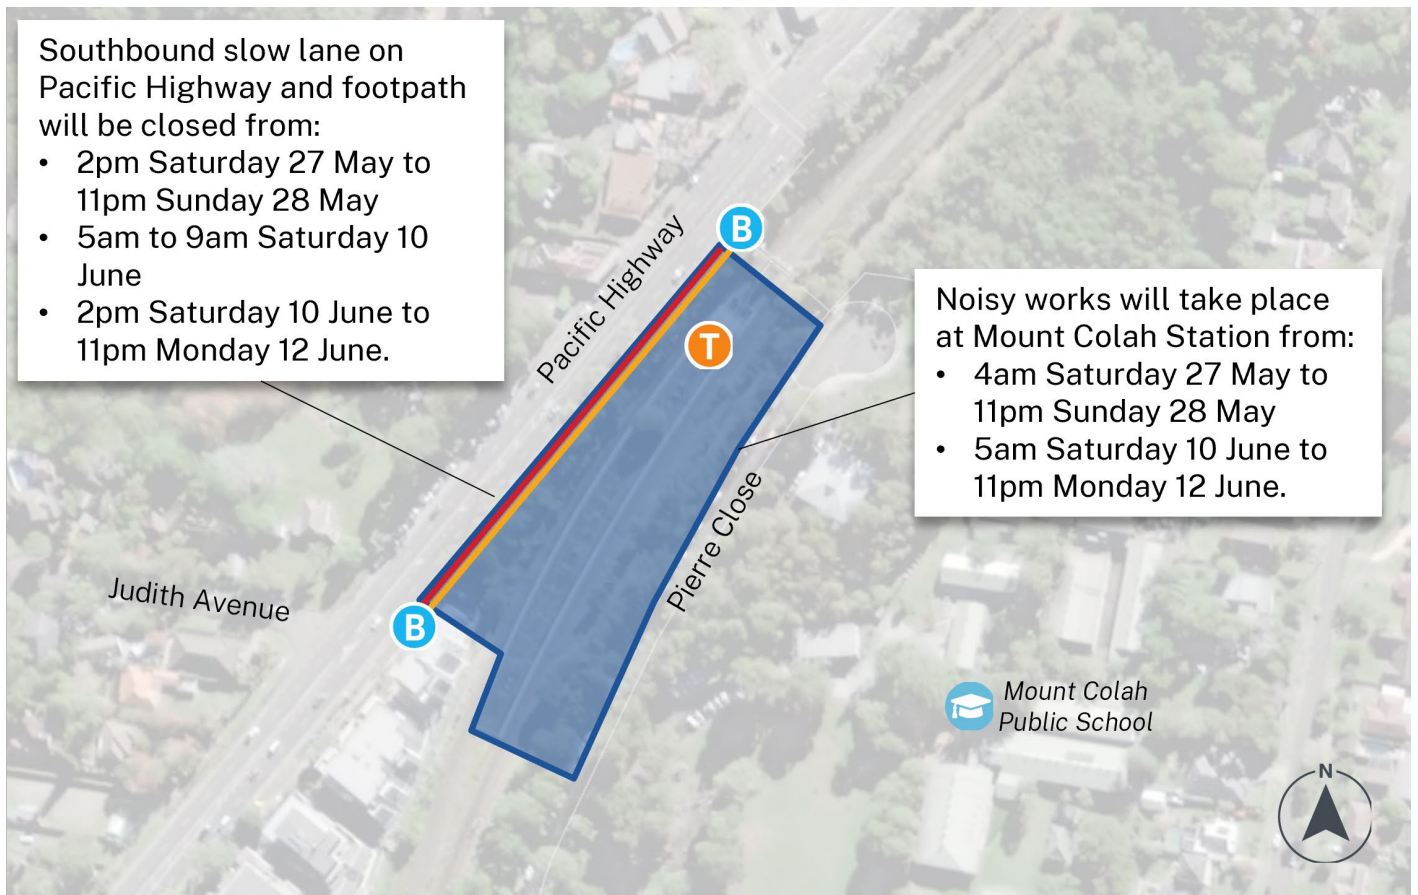 Southbound slow lane on
Pacific Highway and footpath
will be closed from:
• 2pm Saturday 27 May to
11pm Sunday 28 May
• 5am to 9am Saturday 10
June
• 2pm Saturday 10 June to
11pm Monday 12 June.
B
Pacific Highway
T
Noisy works will take place
at Mount Colah Station from:
• 4am Saturday 27 May to
11pm Sunday 28 May
• 5am Saturday 10 June to
11pm Monday 12 June.
Pierre Close
Judith Avenue
B
Mount Colah
Public School
N